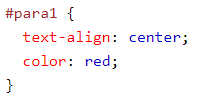 #para1 {
  text-align: center;
  color: red;
}